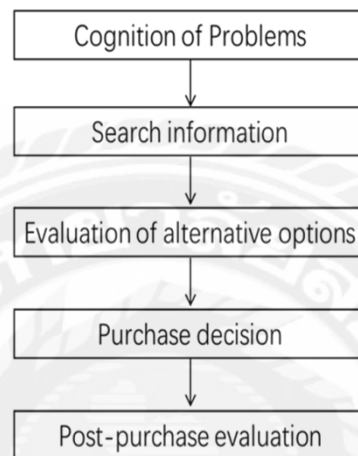 Cognition of Problems
Search information
Evaluation of alternative options
Purchase decision
Post-purchase evaluation